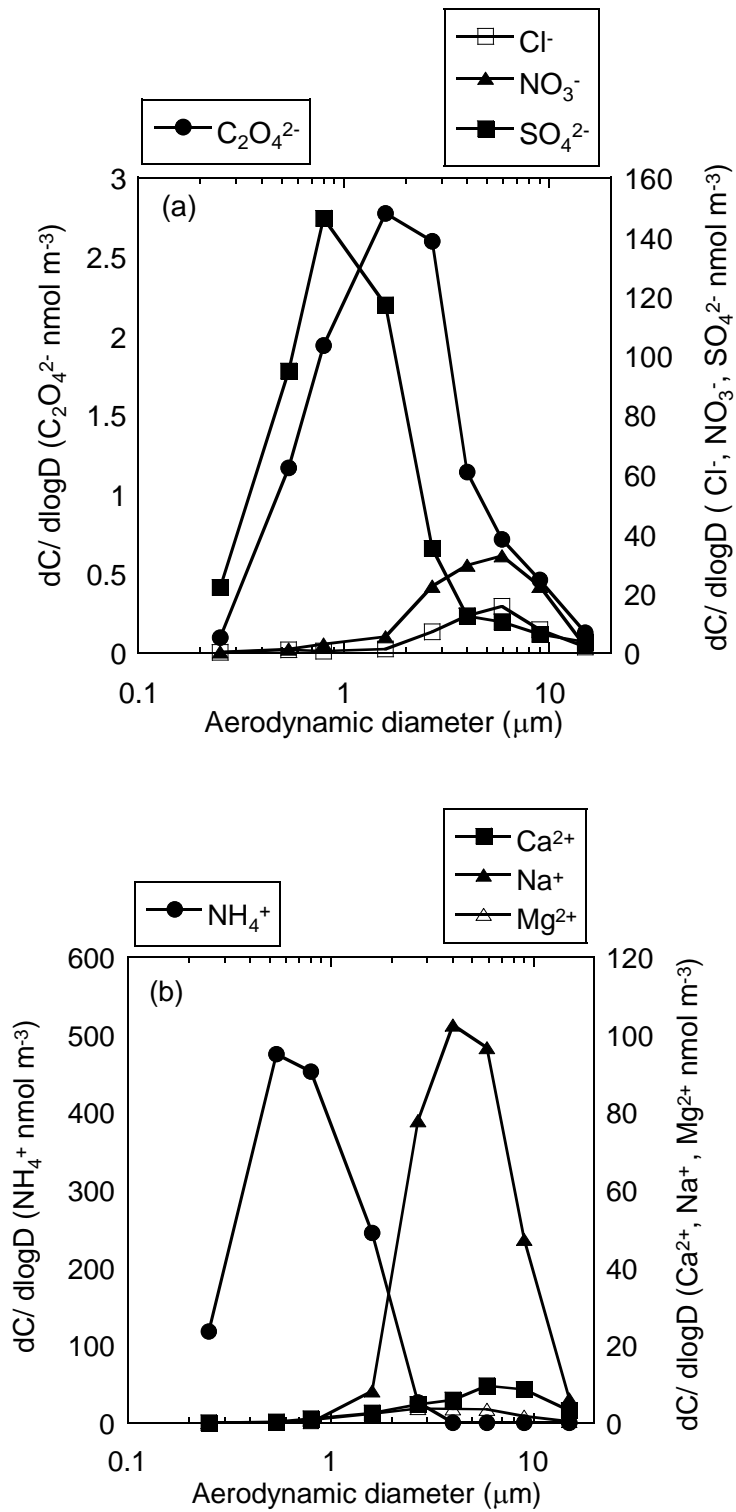 Cl⁻
NO₃⁻
SO₄²⁻
C₂O₄²⁻
(a)
3
2.5
2
1.5
1
0.5
0
160
140
120
100
80
60
40
20
0
dC/ dlogD (C₂O₄²⁻ nmol m⁻³)
dC/ dlogD ( Cl-, NO₃⁻, SO₄²⁻ nmol m⁻³)
0.1 1 10
Aerodynamic diameter (μm)
Ca²⁺
Na⁺
Mg²⁺
NH₄⁺
(b)
600
500
400
300
200
100
0
120
100
80
60
40
20
0
dC/ dlogD (NH₄⁺ nmol m⁻³)
dC/ dlogD (Ca²⁺, Na⁺ , Mg²⁺ nmol m⁻³)
0.1 1 10
Aerodynamic diameter (μm)